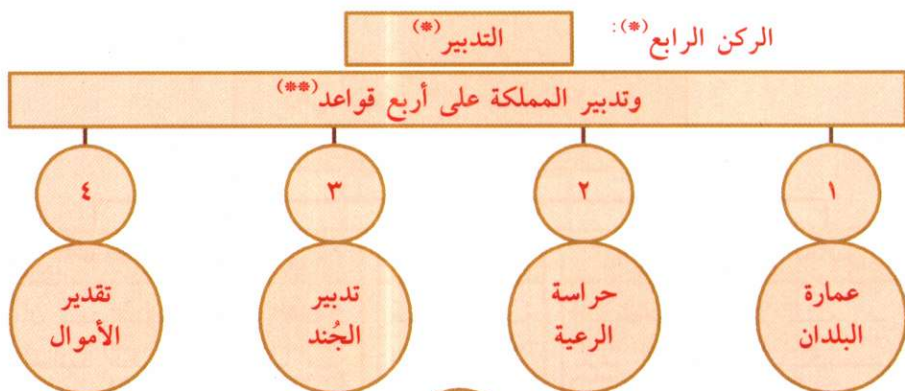 الركن الرابع(*): التدبير(*)
وتدبير المملكة على أربع قواعد(**)
١
٢
٣
٤
عمارة
البلدان
حراسة
الرعية
تدبير
الجُند
تقدير
الأموال